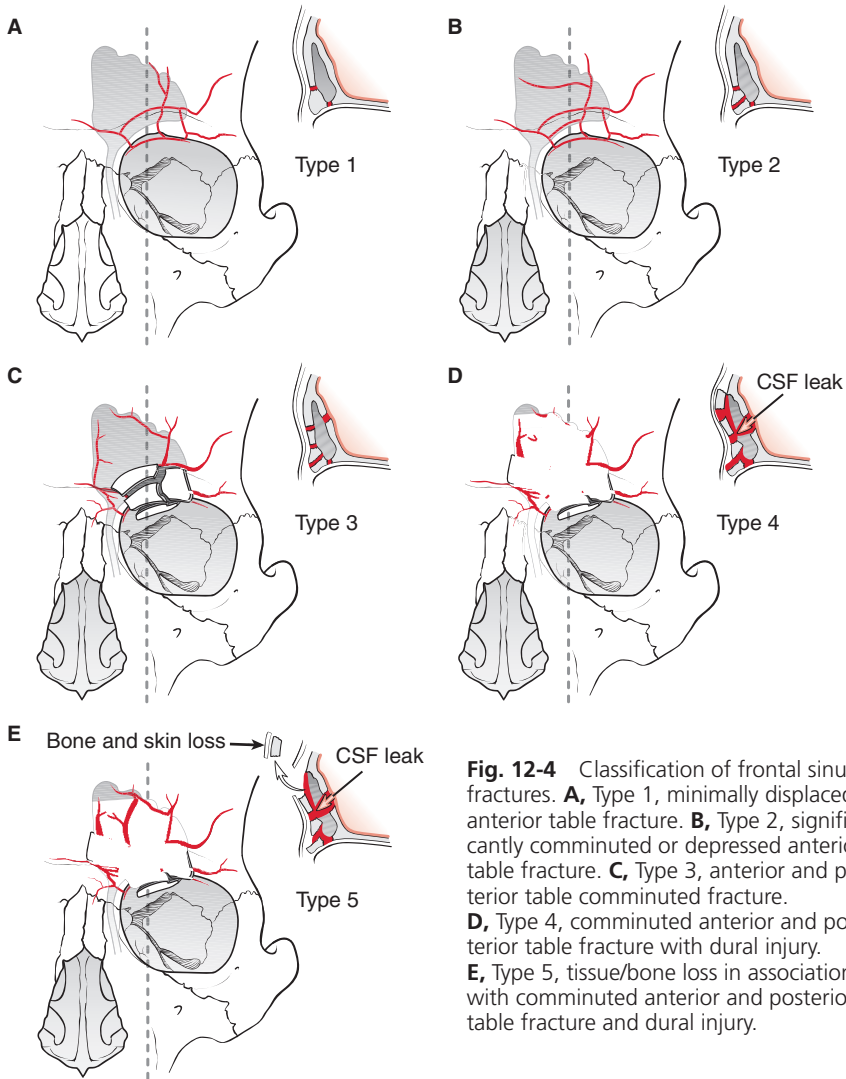 A
Type 1
B
Type 2
C
Type 3
D
CSF leak
Type 4
E
Bone and skin loss
CSF leak
Type 5
Fig. 12-4 Classification of frontal sinu
fractures. A, Type 1, minimally displaced
anterior table fracture. B, Type 2, signifi-
cantly comminuted or depressed anterio
table fracture. C, Type 3, anterior and p
terior table comminuted fracture.
D, Type 4, comminuted anterior and po
terior table fracture with dural injury.
E, Type 5, tissue/bone loss in association
with comminuted anterior and posterio
table fracture and dural injury.